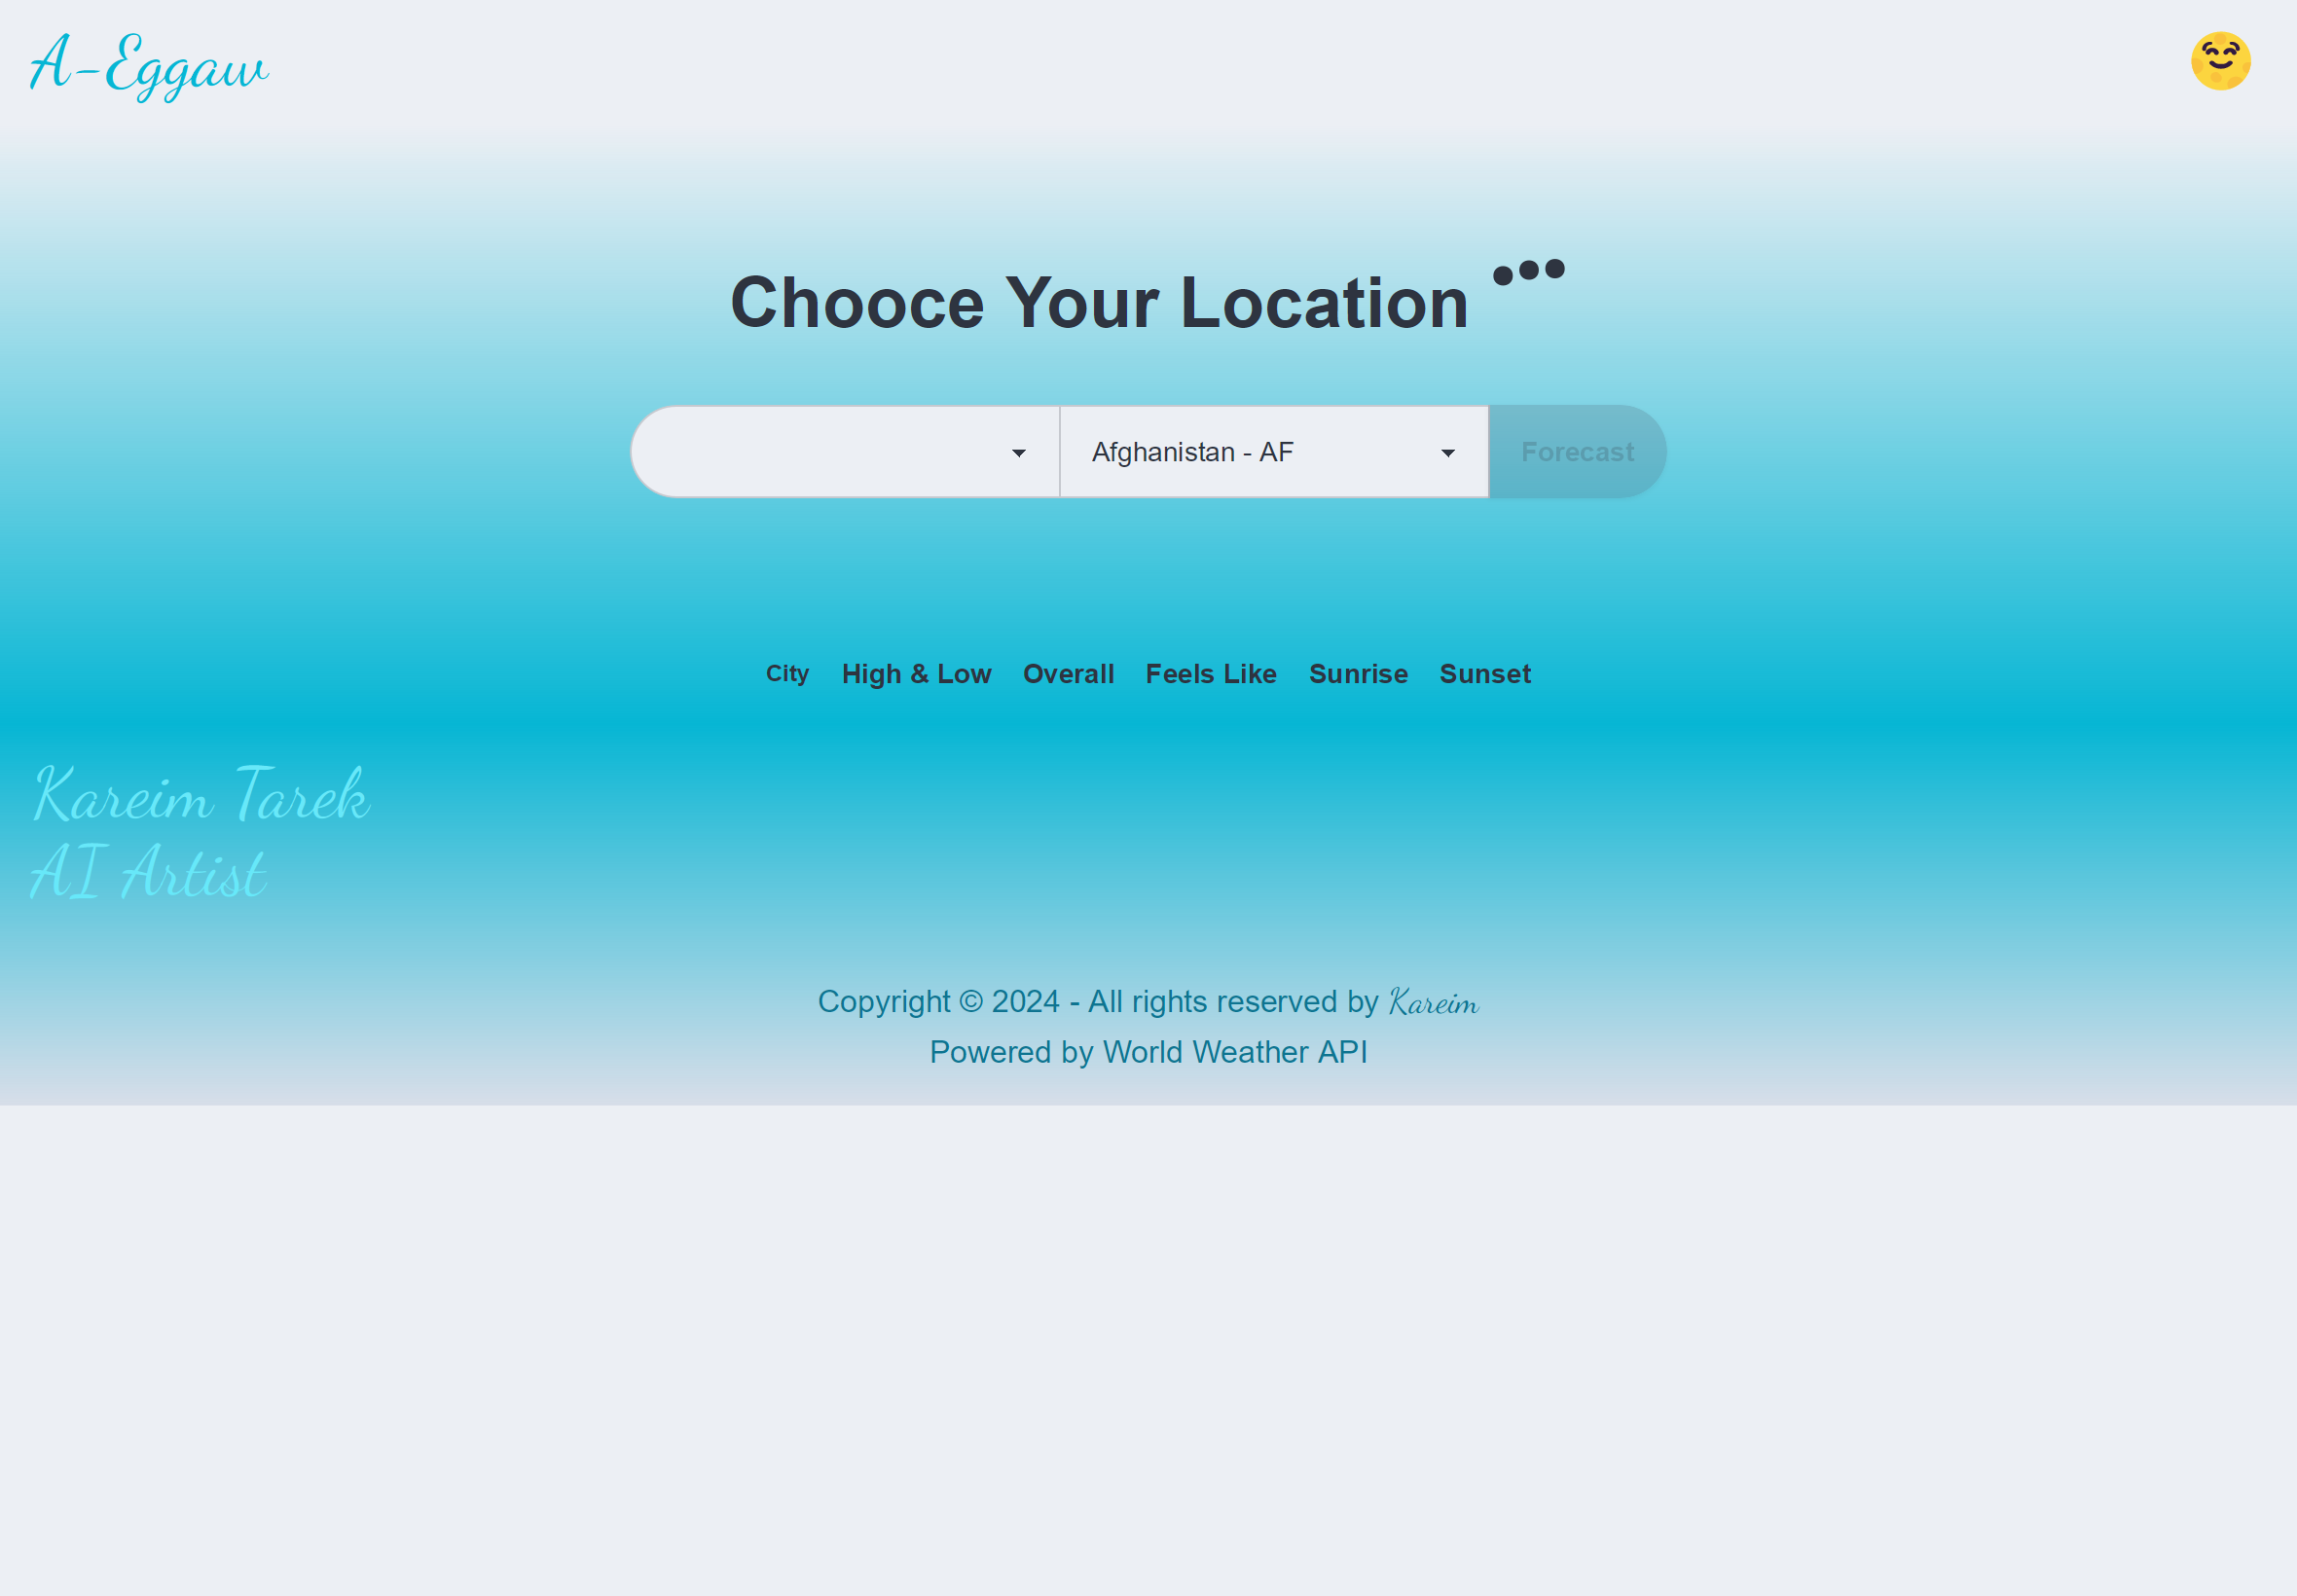 A-Eggaw
Chooce Your Location
Afghanistan - AF
Forecast
City High & Low Overall Feels Like Sunrise Sunset
Kareim Tarek
AI Artist
Copyright © 2024 - All rights reserved by Kareim
Powered by World Weather API